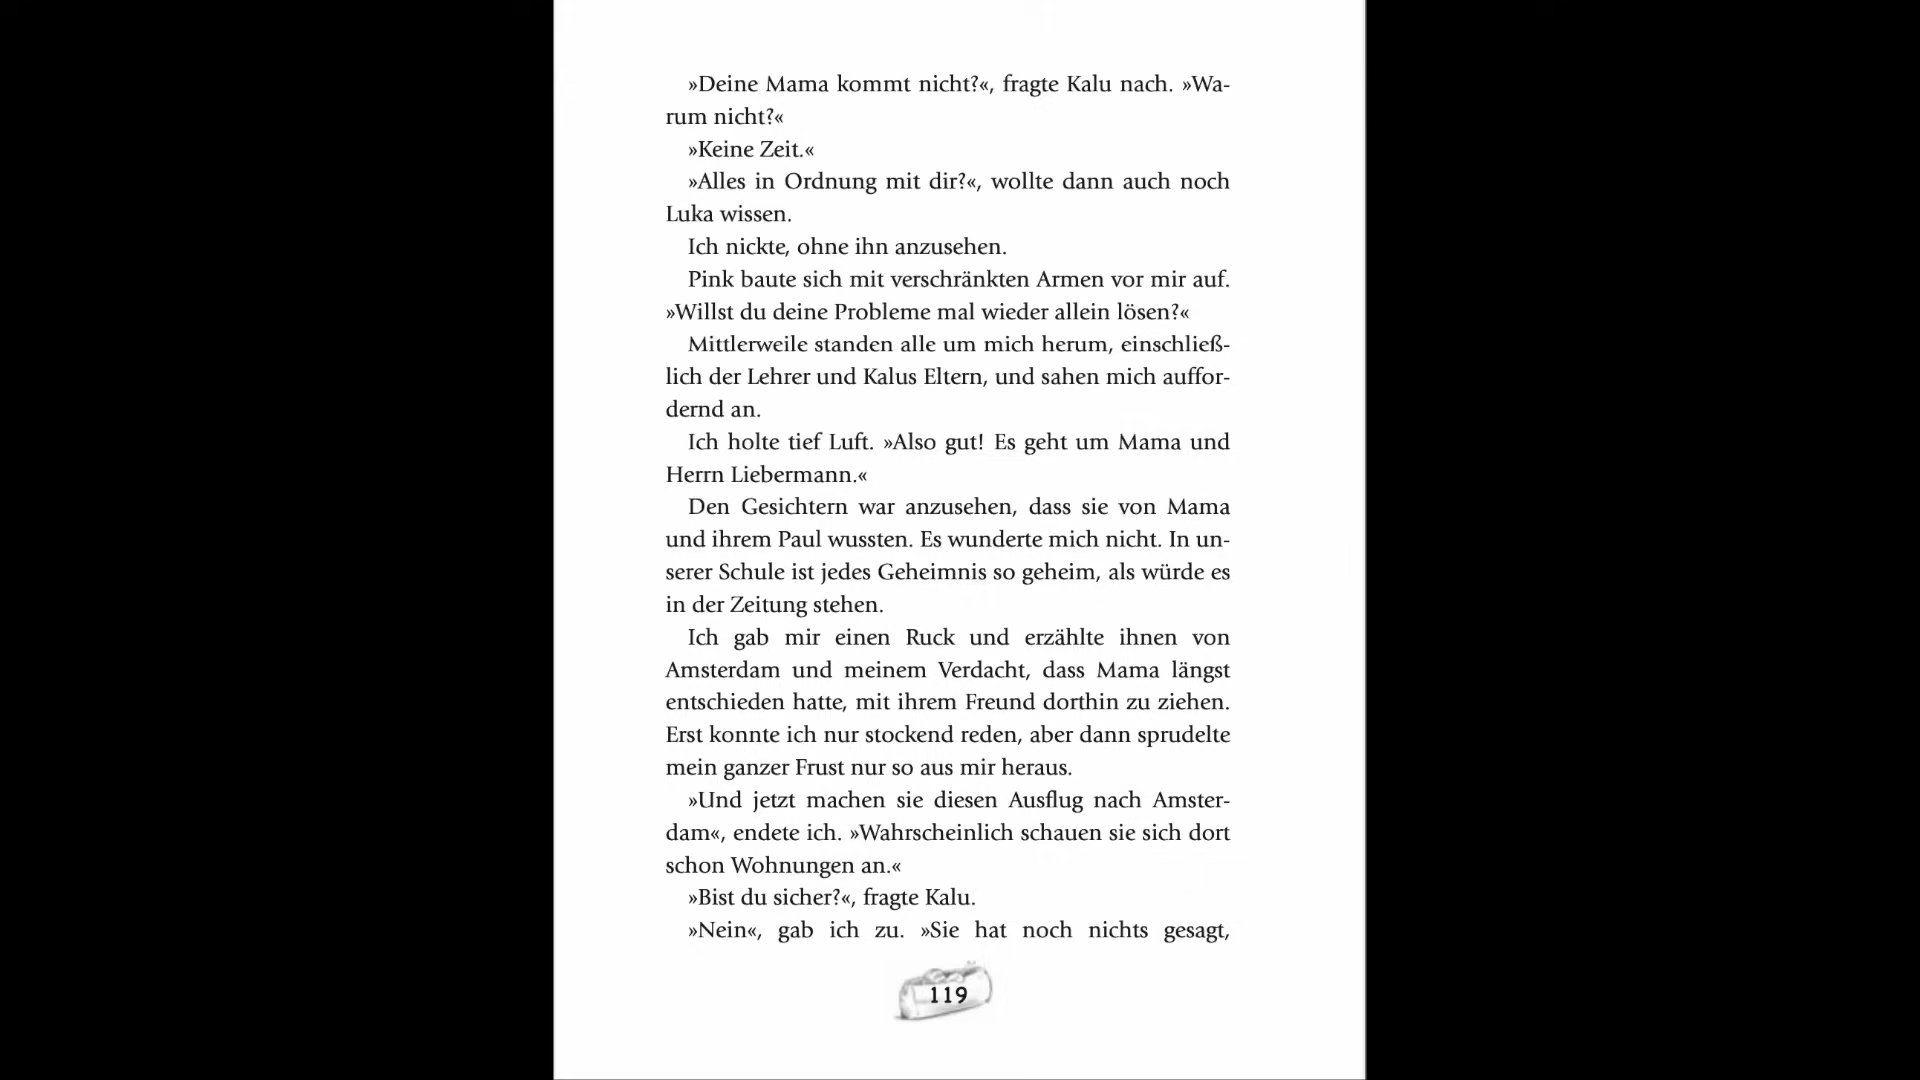 »Deine Mama kommt nicht?«, fragte Kalu nach. »Wa-
rum nicht?«
»Keine Zeit.«
»Alles in Ordnung mit dir?«, wollte dann auch noch
Luka wissen.
Ich nickte, ohne ihn anzusehen.
Pink baute sich mit verschränkten Armen vor mir auf.
»Willst du deine Probleme mal wieder allein lösen?«
Mittlerweile standen alle um mich herum, einschließ-
lich der Lehrer und Kalus Eltern, und sahen mich auffor-
dernd an.
Ich holte tief Luft. »Also gut! Es geht um Mama und
Herrn Liebermann.«
Den Gesichtern war anzusehen, dass sie von Mama
und ihrem Paul wussten. Es wunderte mich nicht. In un-
serer Schule ist jedes Geheimnis so geheim, als würde es
in der Zeitung stehen.
Ich gab mir einen Ruck und erzählte ihnen von
Amsterdam und meinem Verdacht, dass Mama längst
entschieden hatte, mit ihrem Freund dorthin zu ziehen.
Erst konnte ich nur stockend reden, aber dann sprudelte
mein ganzer Frust nur so aus mir heraus.
»Und jetzt machen sie diesen Ausflug nach Amster-
dam«, endete ich. »Wahrscheinlich schauen sie sich dort
schon Wohnungen an.«
»Bist du sicher?«, fragte Kalu.
»Nein«, gab ich zu. »Sie hat noch nichts gesagt,
119